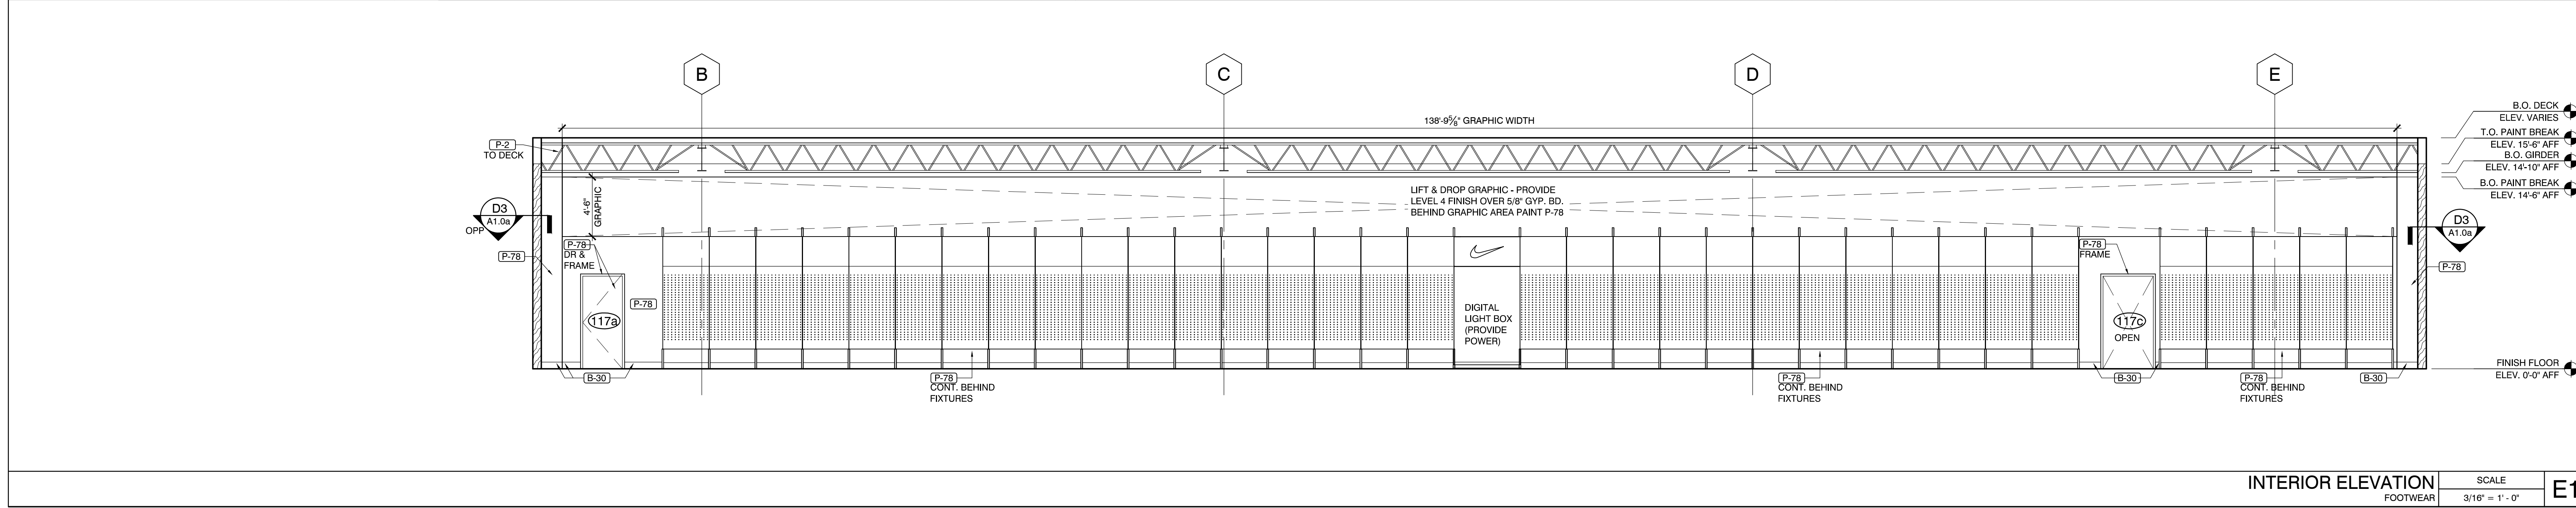 B
C
D
E
138'-9⅝" GRAPHIC WIDTH
P-2
TO DECK
B.O. DECK
ELEV. VARIES
T.O. PAINT BREAK
ELEV. 15'-6" AFF
B.O. GIRDER
ELEV. 14'-10" AFF
B.O. PAINT BREAK
ELEV. 14'-6" AFF
4'-6"
GRAPHIC
LIFT & DROP GRAPHIC - PROVIDE
LEVEL 4 FINISH OVER 5/8" GYP. BD.
BEHIND GRAPHIC AREA PAINT P-78
D3
A1.0a
OPP
D3
A1.0a
P-78
P-78
DR &
FRAME
P-78
FRAME
P-78
P-78
DIGITAL
LIGHT BOX
(PROVIDE
POWER)
117a
117c
OPEN
FINISH FLOOR
ELEV. 0'-0" AFF
B-30
P-78
CONT. BEHIND
FIXTURES
P-78
CONT. BEHIND
FIXTURES
B-30
P-78
CONT. BEHIND
FIXTURES
B-30
INTERIOR ELEVATION
FOOTWEAR
SCALE
3/16" = 1' - 0"
E1